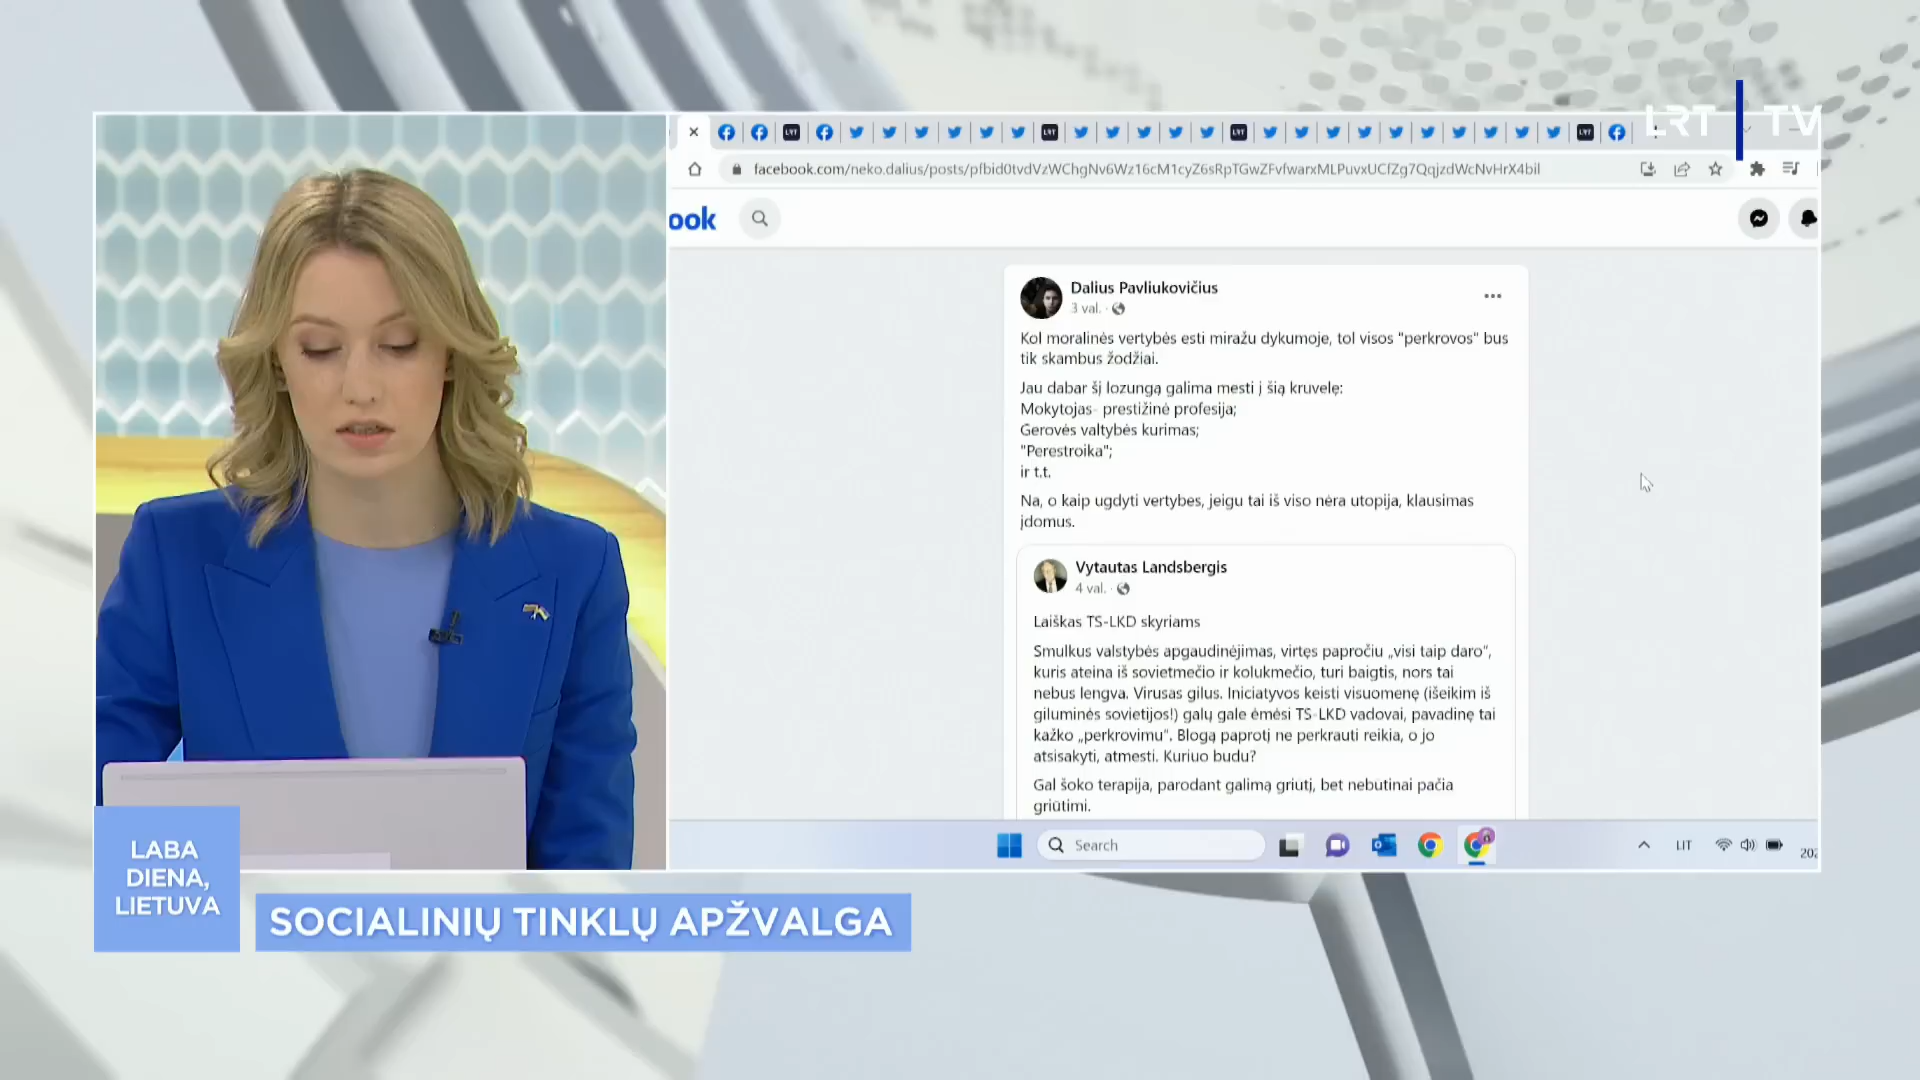 LRT TV
LRT
LRT
LRT
LRT
facebook.com/neko.dalius/posts/pfbid0tvdVzWChgNv6Wz16cM1cyZ6sRpTGwZFvfwarxMLPuvxUCfZg7QqjzdWcNvHrX4bil
ook
Dalius Pavliukovičius
3 val. ·
Kol moralinės vertybės esti miražu dykumoje, tol visos "perkrovos" bus
tik skambus žodžiai.
Jau dabar šį lozungą galima mesti į šią kruvelę:
Mokytojas- prestižinė profesija;
Gerovės valtybės kurimas;
"Perestroika";
ir t.t.
Na, o kaip ugdyti vertybes, jeigu tai iš viso nėra utopija, klausimas
įdomus.
Vytautas Landsbergis
4 val. ·
Laiškas TS-LKD skyriams
Smulkus valstybės apgaudinėjimas, virtęs papročiu „visi taip daro“,
kuris ateina iš sovietmečio ir kolukmečio, turi baigtis, nors tai
nebus lengva. Virusas gilus. Iniciatyvos keisti visuomenę (išeikim iš
giluminės sovietijos!) galų gale ėmėsi TS-LKD vadovai, pavadinę tai
kažko „perkrovimu“. Blogą paprotį ne perkrauti reikia, o jo
atsisakyti, atmesti. Kuriuo budu?
Gal šoko terapija, parodant galimą griutį, bet nebutinai pačia
griūtimi.
Search
LIT
202
LABA
DIENA,
LIETUVA
SOCIALINIŲ TINKLŲ APŽVALGA